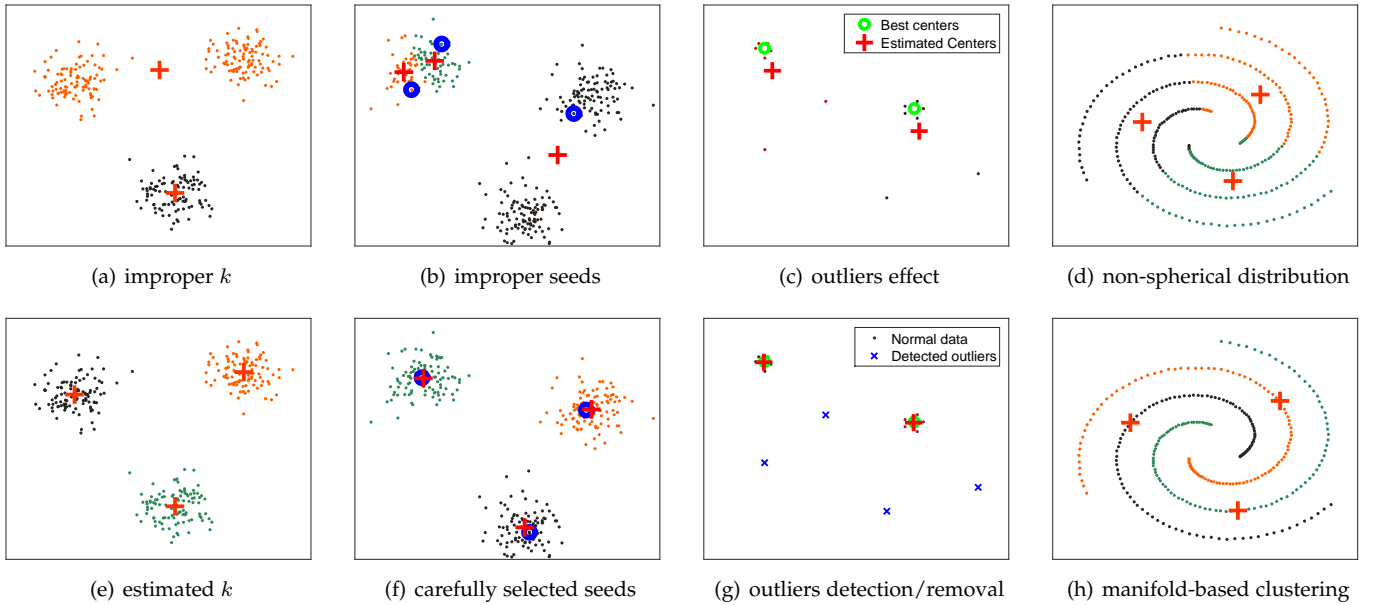 Best centers
Estimated Centers
(a) improper k
(b) improper seeds
(c) outliers effect
(d) non-spherical distribution
Normal data
Detected outliers
(e) estimated k
(f) carefully selected seeds
(g) outliers detection/removal
(h) manifold-based clustering